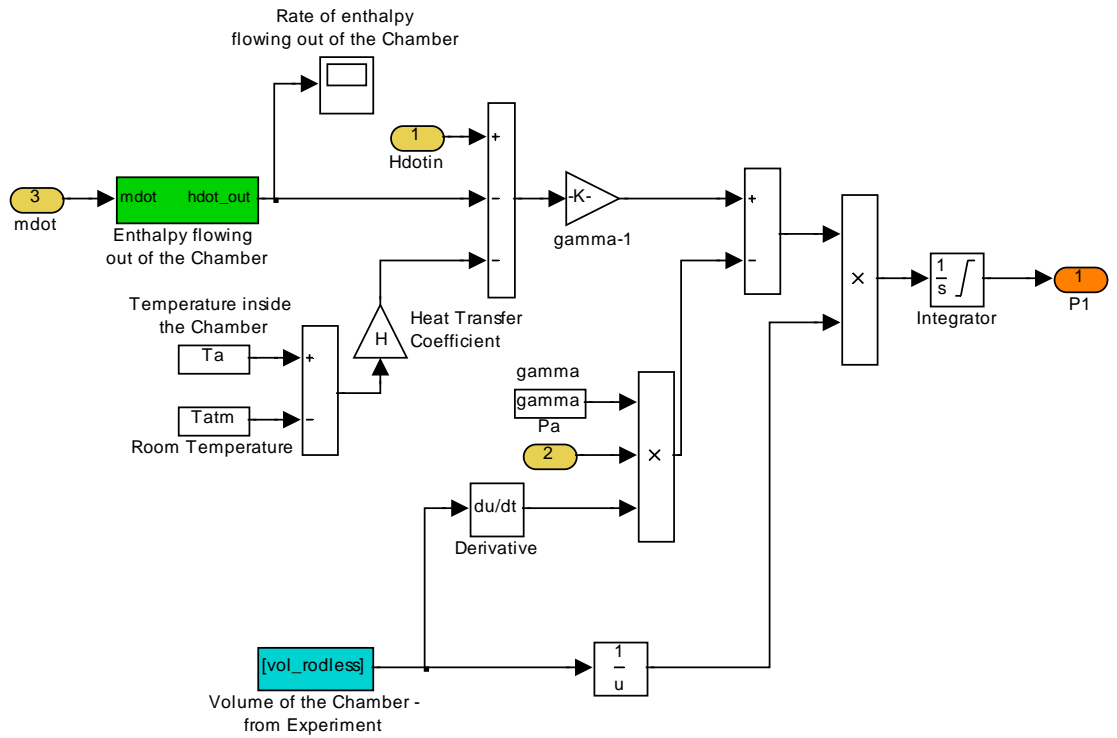 Rate of enthalpy
flowing out of the Chamber
1
Hdotin
+
−
−
3
mdot
mdot hdot_out
Enthalpy flowing
out of the Chamber
-K-
gamma-1
+
−
×
1
s
Integrator
1
P1
Temperature inside
the Chamber
Ta
+
Tatm
−
Room Temperature
H
Heat Transfer
Coefficient
gamma
gamma
Pa
2
×
du/dt
Derivative
[vol_rodless]
Volume of the Chamber -
from Experiment
1
u